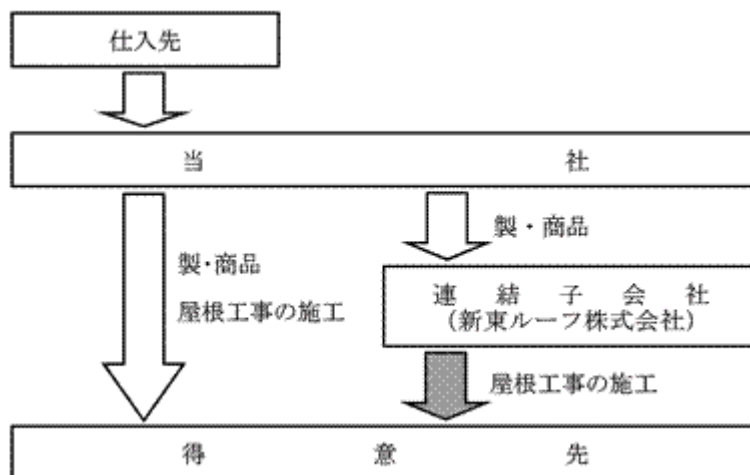 仕入先
当社
製・商品
製・商品
屋根工事の施工
連結子会社
(新東ルーフ株式会社)
屋根工事の施工
得意先